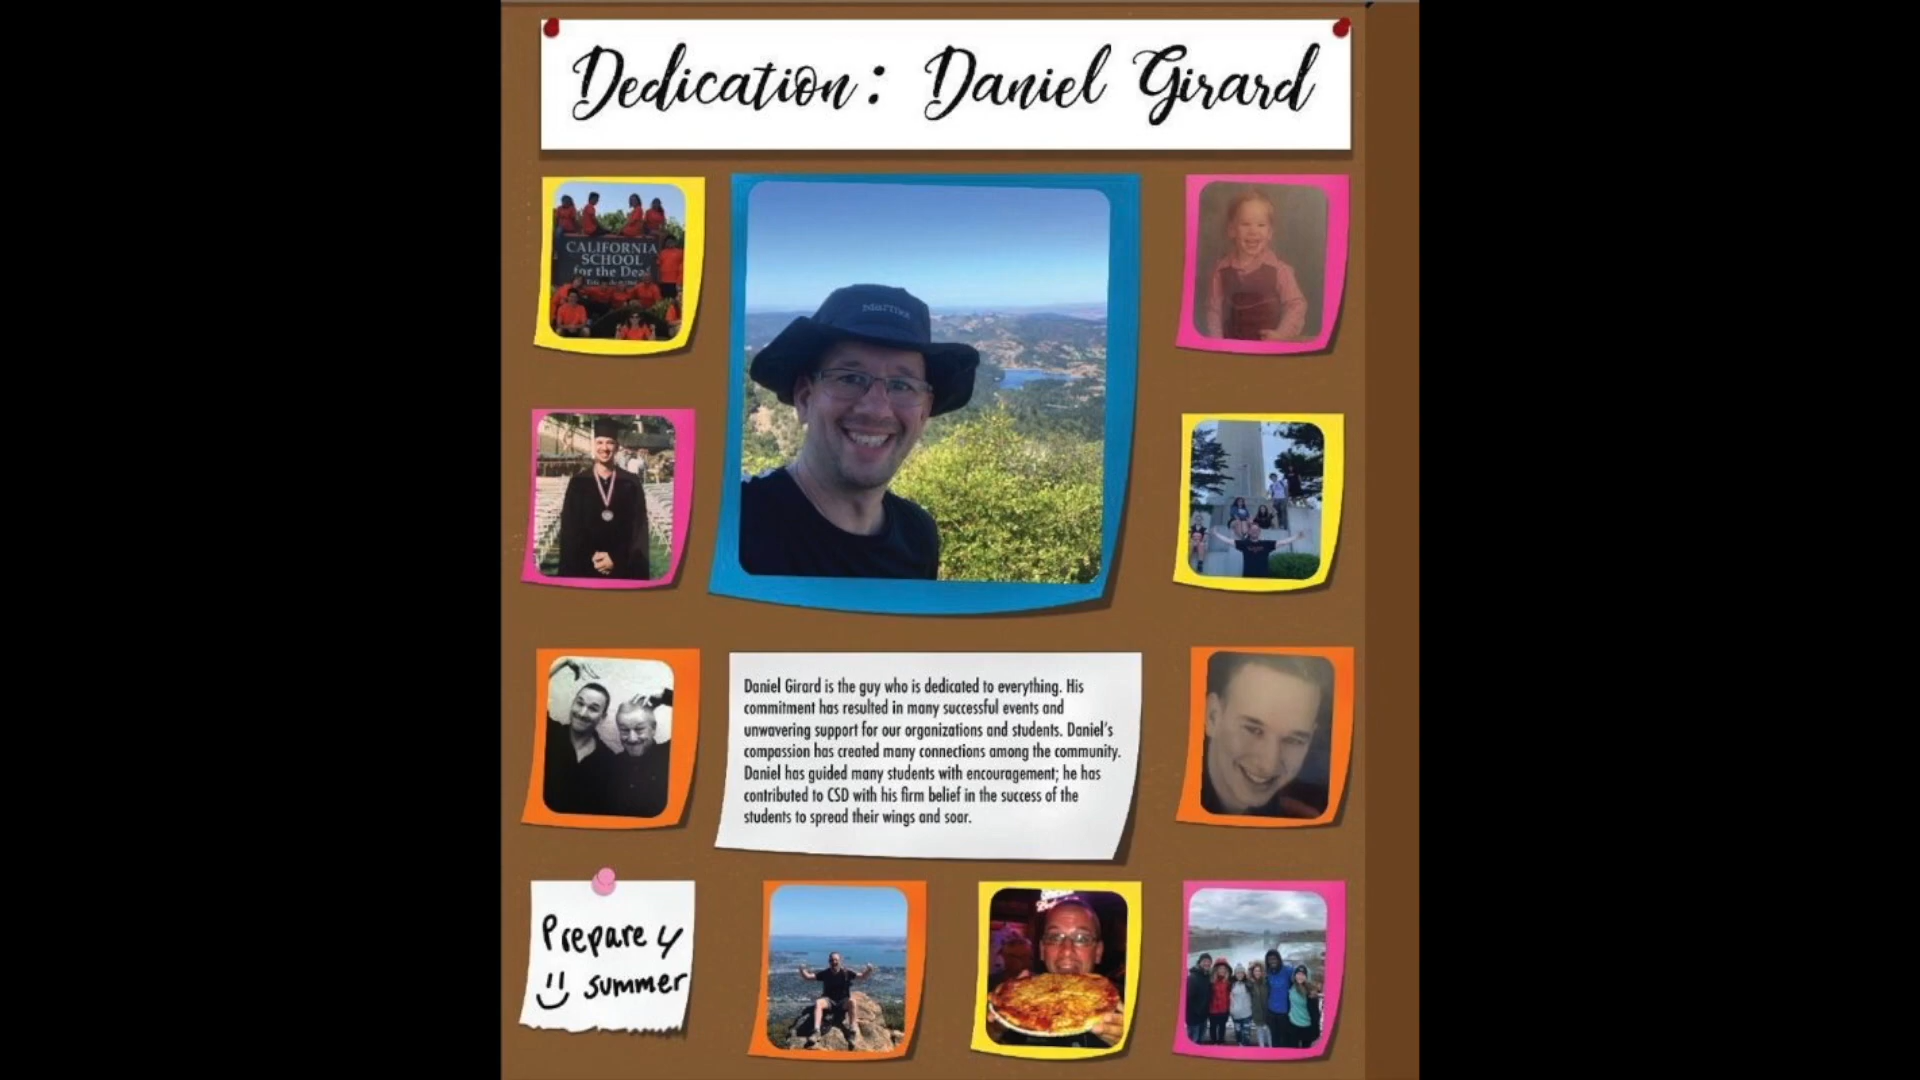 Dedication: Daniel Girard
CALIFORNIA
SCHOOL
for the Deaf
Daniel Girard is the guy who is dedicated to everything. His
commitment has resulted in many successful events and
unwavering support for our organizations and students. Daniel's
compassion has created many connections among the community.
Daniel has guided many students with encouragement; he has
contributed to CSD with his firm belief in the success of the
students to spread their wings and soar.
Prepare 4
summer